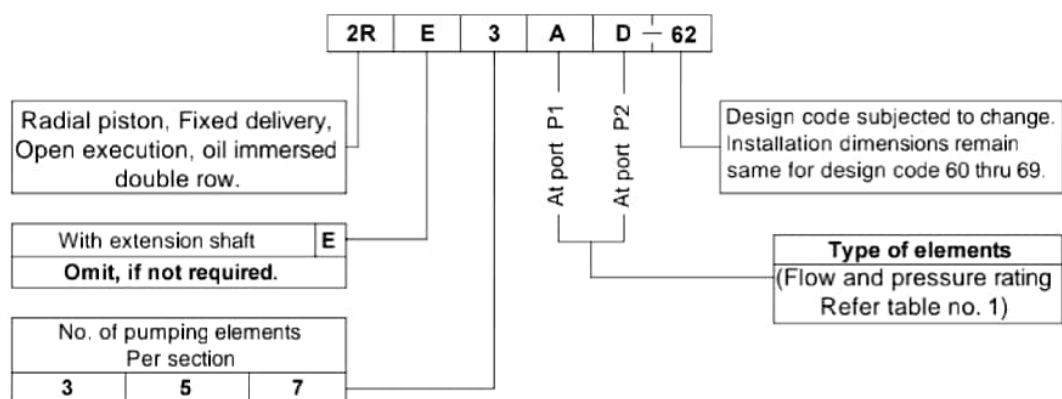 2R E 3 A D - 62
Radial piston, Fixed delivery,
Open execution, oil immersed
double row.
At port P1
At port P2
Design code subjected to change.
Installation dimensions remain
same for design code 60 thru 69.
With extension shaft E
Omit, if not required.
Type of elements
(Flow and pressure rating
Refer table no. 1)
No. of pumping elements
Per section
3 5 7